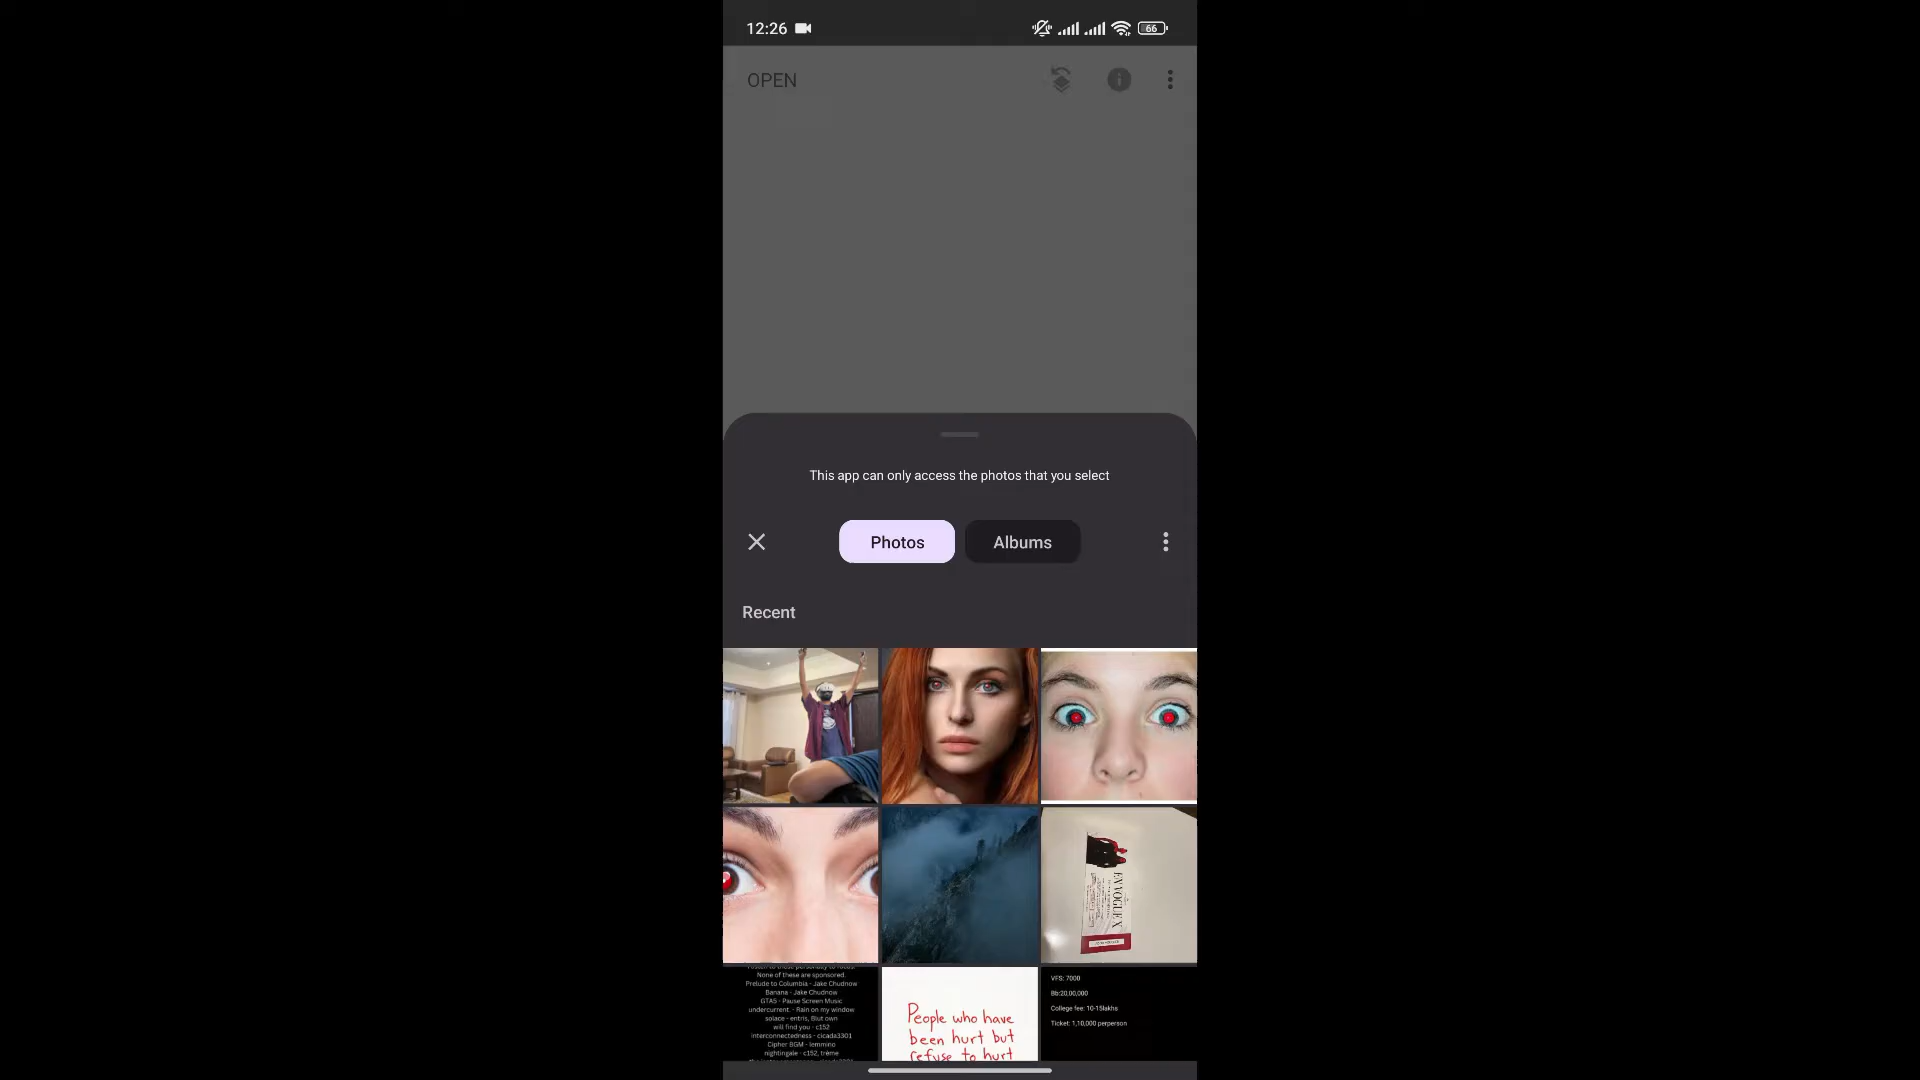 12:26
66
OPEN
This app can only access the photos that you select
Photos
Albums
Recent
ENVOGUE X
None of these are sponsored.
Prelude to Columbia - Jake Chudnow
Banana - Jake Chudnow
GTA5 - Pause Screen Music
undercurrent - Rain on my window
solace - entris, Blut own
will find you - c152
interconnectedness - cicada3301
Cipher BGM - lemmino
nightingale - c152, trème
People who have
been hurt but
refuse to hurt
VFS: 7000
Bb:20,00,000
College fee: 10-15lakhs
Ticket: 1,10,000 perperson